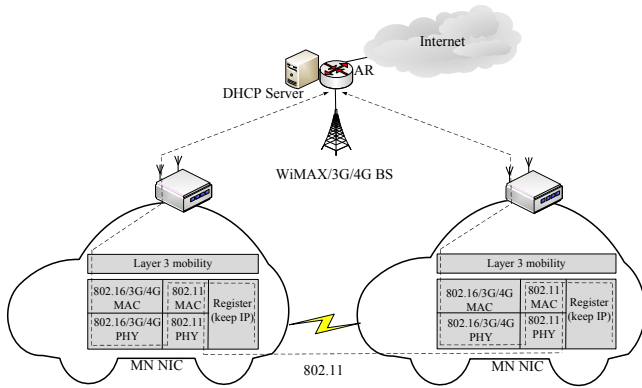 Internet
AR
DHCP Server
WiMAX/3G/4G BS
Layer 3 mobility
802.16/3G/4G
MAC
802.11
MAC
Register
(keep IP)
802.16/3G/4G
PHY
802.11
PHY
MN NIC
Layer 3 mobility
802.16/3G/4G
MAC
802.11
MAC
Register
(keep IP)
802.16/3G/4G
PHY
802.11
PHY
MN NIC
802.11